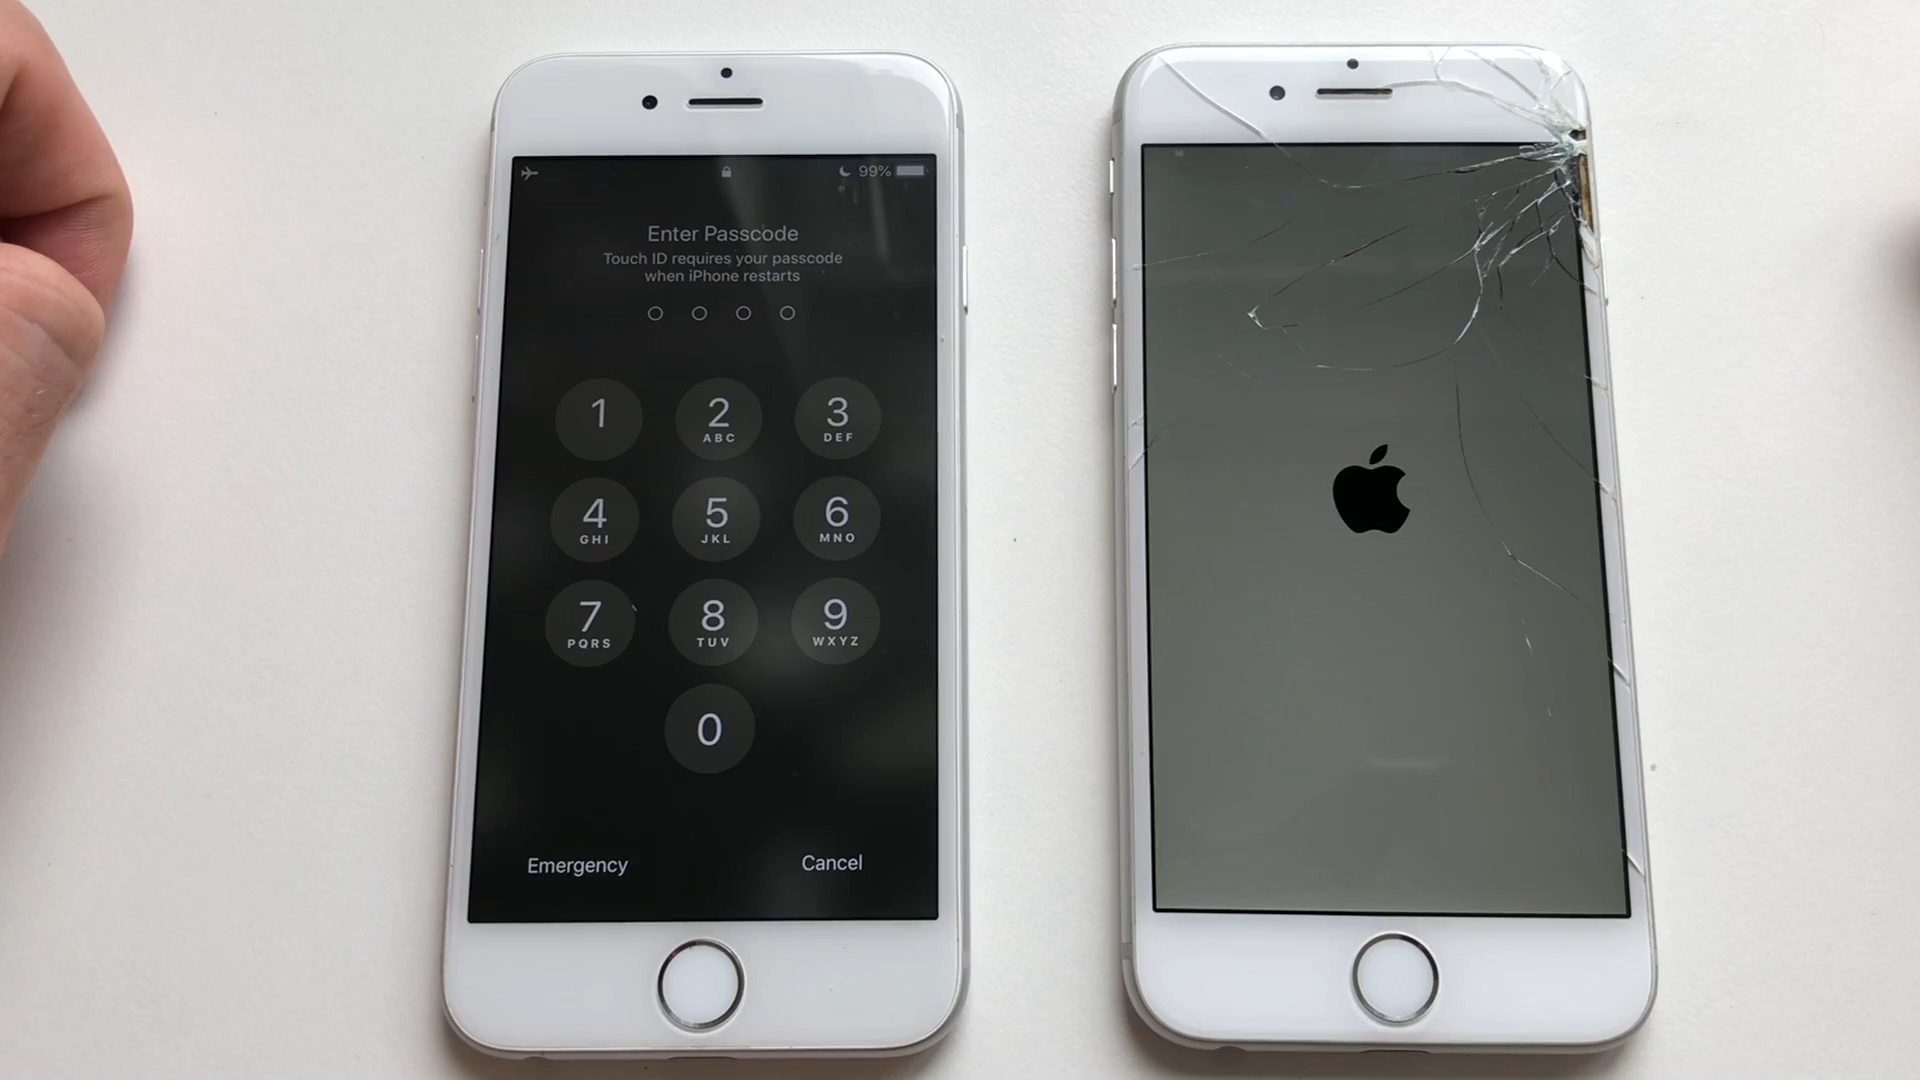 99%
Enter Passcode
Touch ID requires your passcode
when iPhone restarts
1
2
ABC
3
DEF
4
GHI
5
JKL
6
MNO
7
PQRS
8
TUV
9
WXYZ
0
Emergency
Cancel